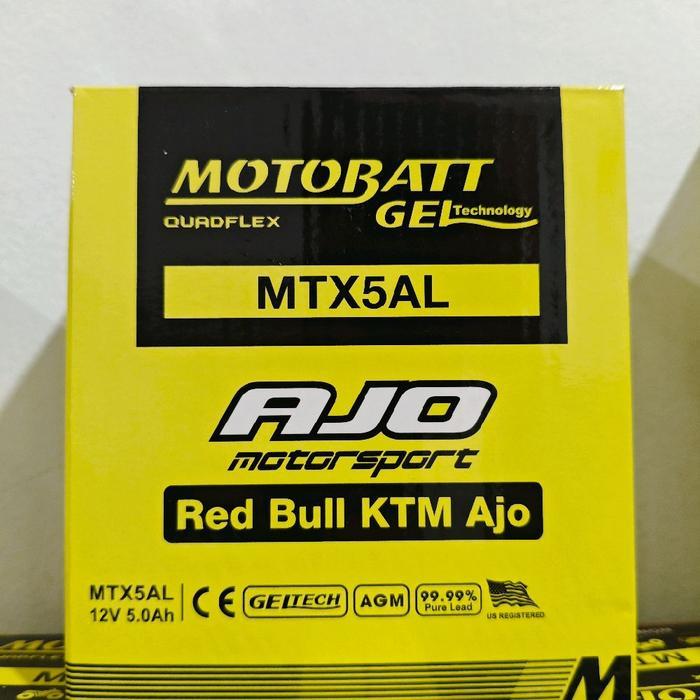 MOTOBATT
QUADFLEX GEL Technology
MTX5AL
AJO
motorsport
Red Bull KTM Ajo
MTX5AL
12V 5.0Ah
CE GELTECH AGM 99.99%
Pure Lead
US REGISTERED
M